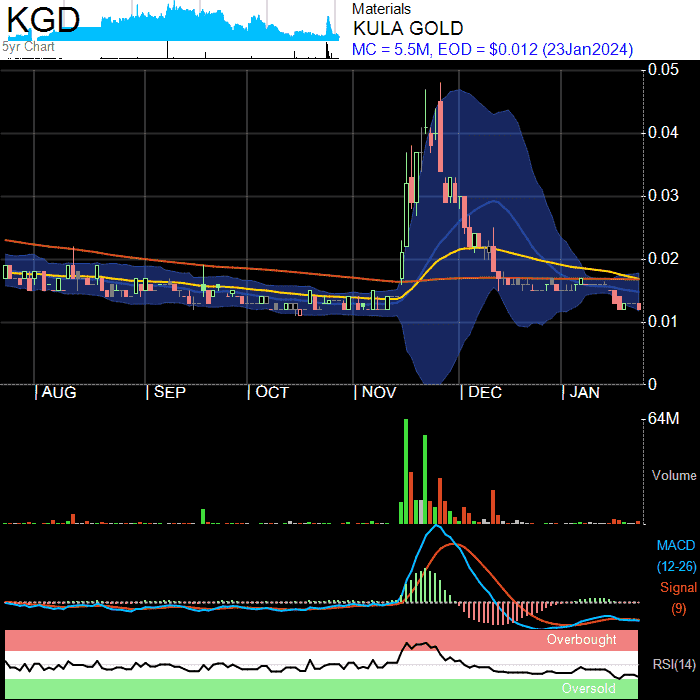 KGD
5yr Chart
Materials
KULA GOLD
MC = 5.5M, EOD = $0.012 (23Jan2024)
0.05
0.04
0.03
0.02
0.01
0
AUG SEP OCT NOV DEC JAN
64M
Volume
MACD
(12-26)
Signal
(9)
Overbought
RSI(14)
Oversold